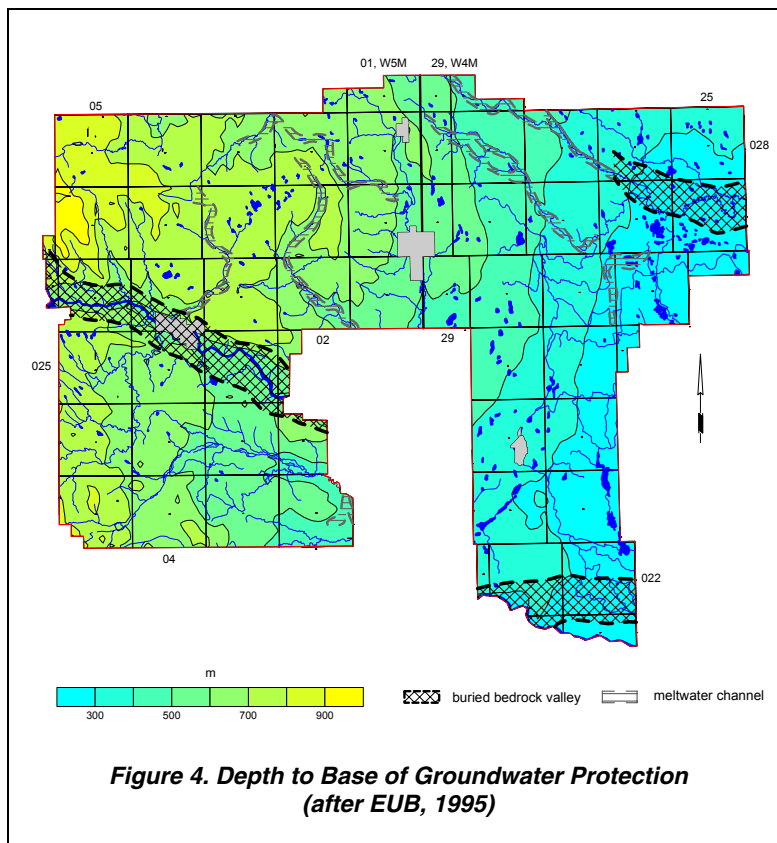 01, W5M 29, W4M
05
25
028
02
29
025
04
022
m
300 500 700 900
buried bedrock valley
meltwater channel
Figure 4. Depth to Base of Groundwater Protection
(after EUB, 1995)